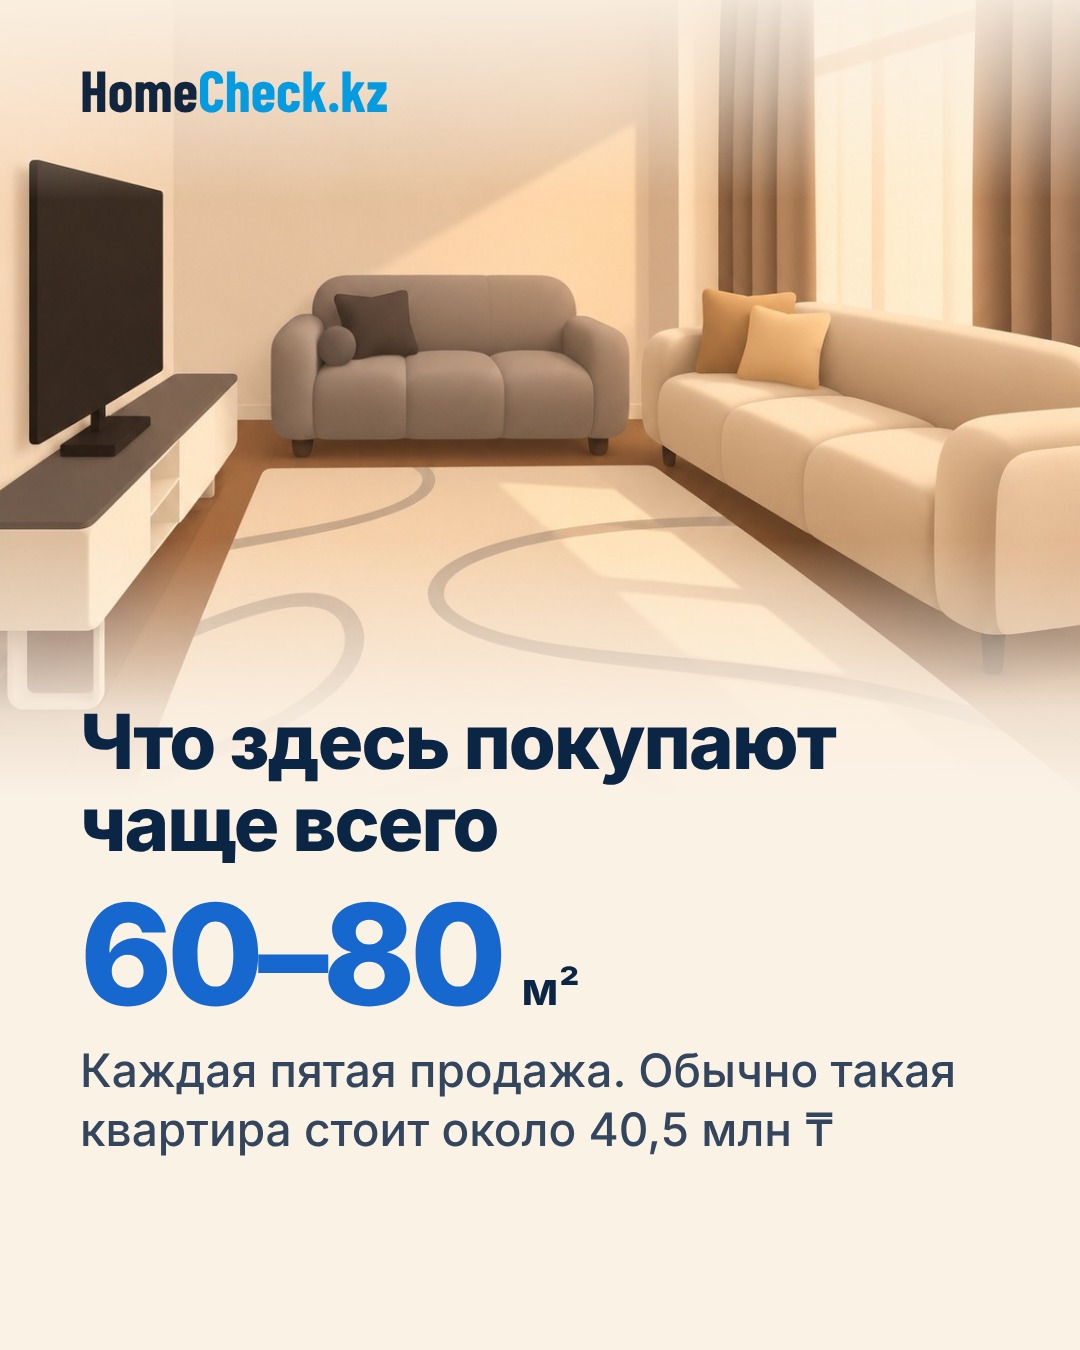 HomeCheck.kz
Что здесь покупают
чаще всего
60–80 м²
Каждая пятая продажа. Обычно такая
квартира стоит около 40,5 млн ₸